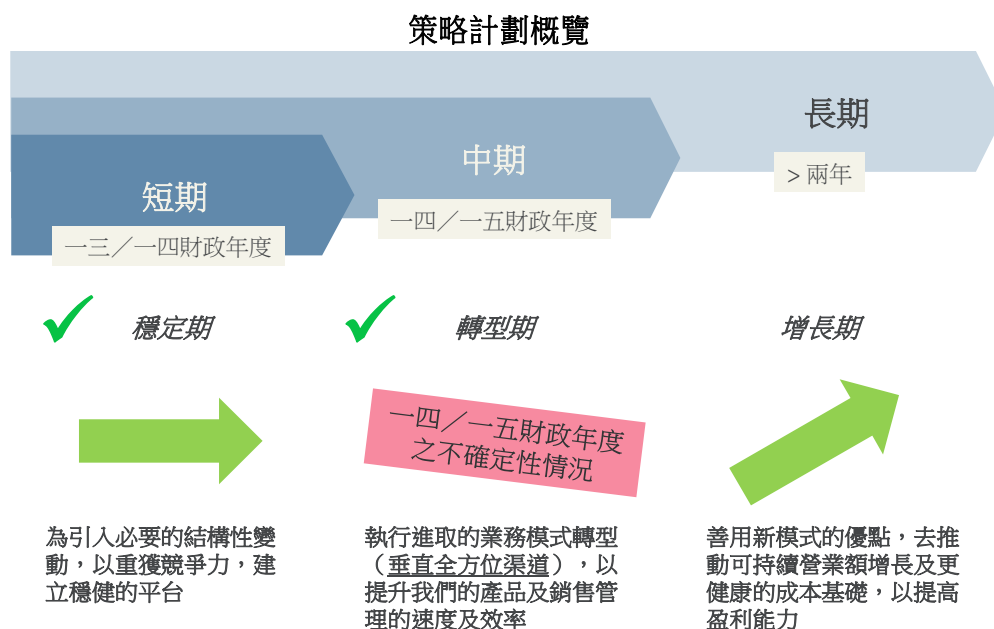 策略計劃概覽
長期
> 兩年
中期
一四／一五財政年度
短期
一三／一四財政年度
穩定期
轉型期
增長期
一四／一五財政年度
之不確定性情況
為引入必要的結構性變
動，以重獲競爭力，建
立穩健的平台
執行進取的業務模式轉型
（垂直全方位渠道），以
提升我們的產品及銷售管
理的速度及效率
善用新模式的優點，去推
動可持續營業額增長及更
健康的成本基礎，以提高
盈利能力